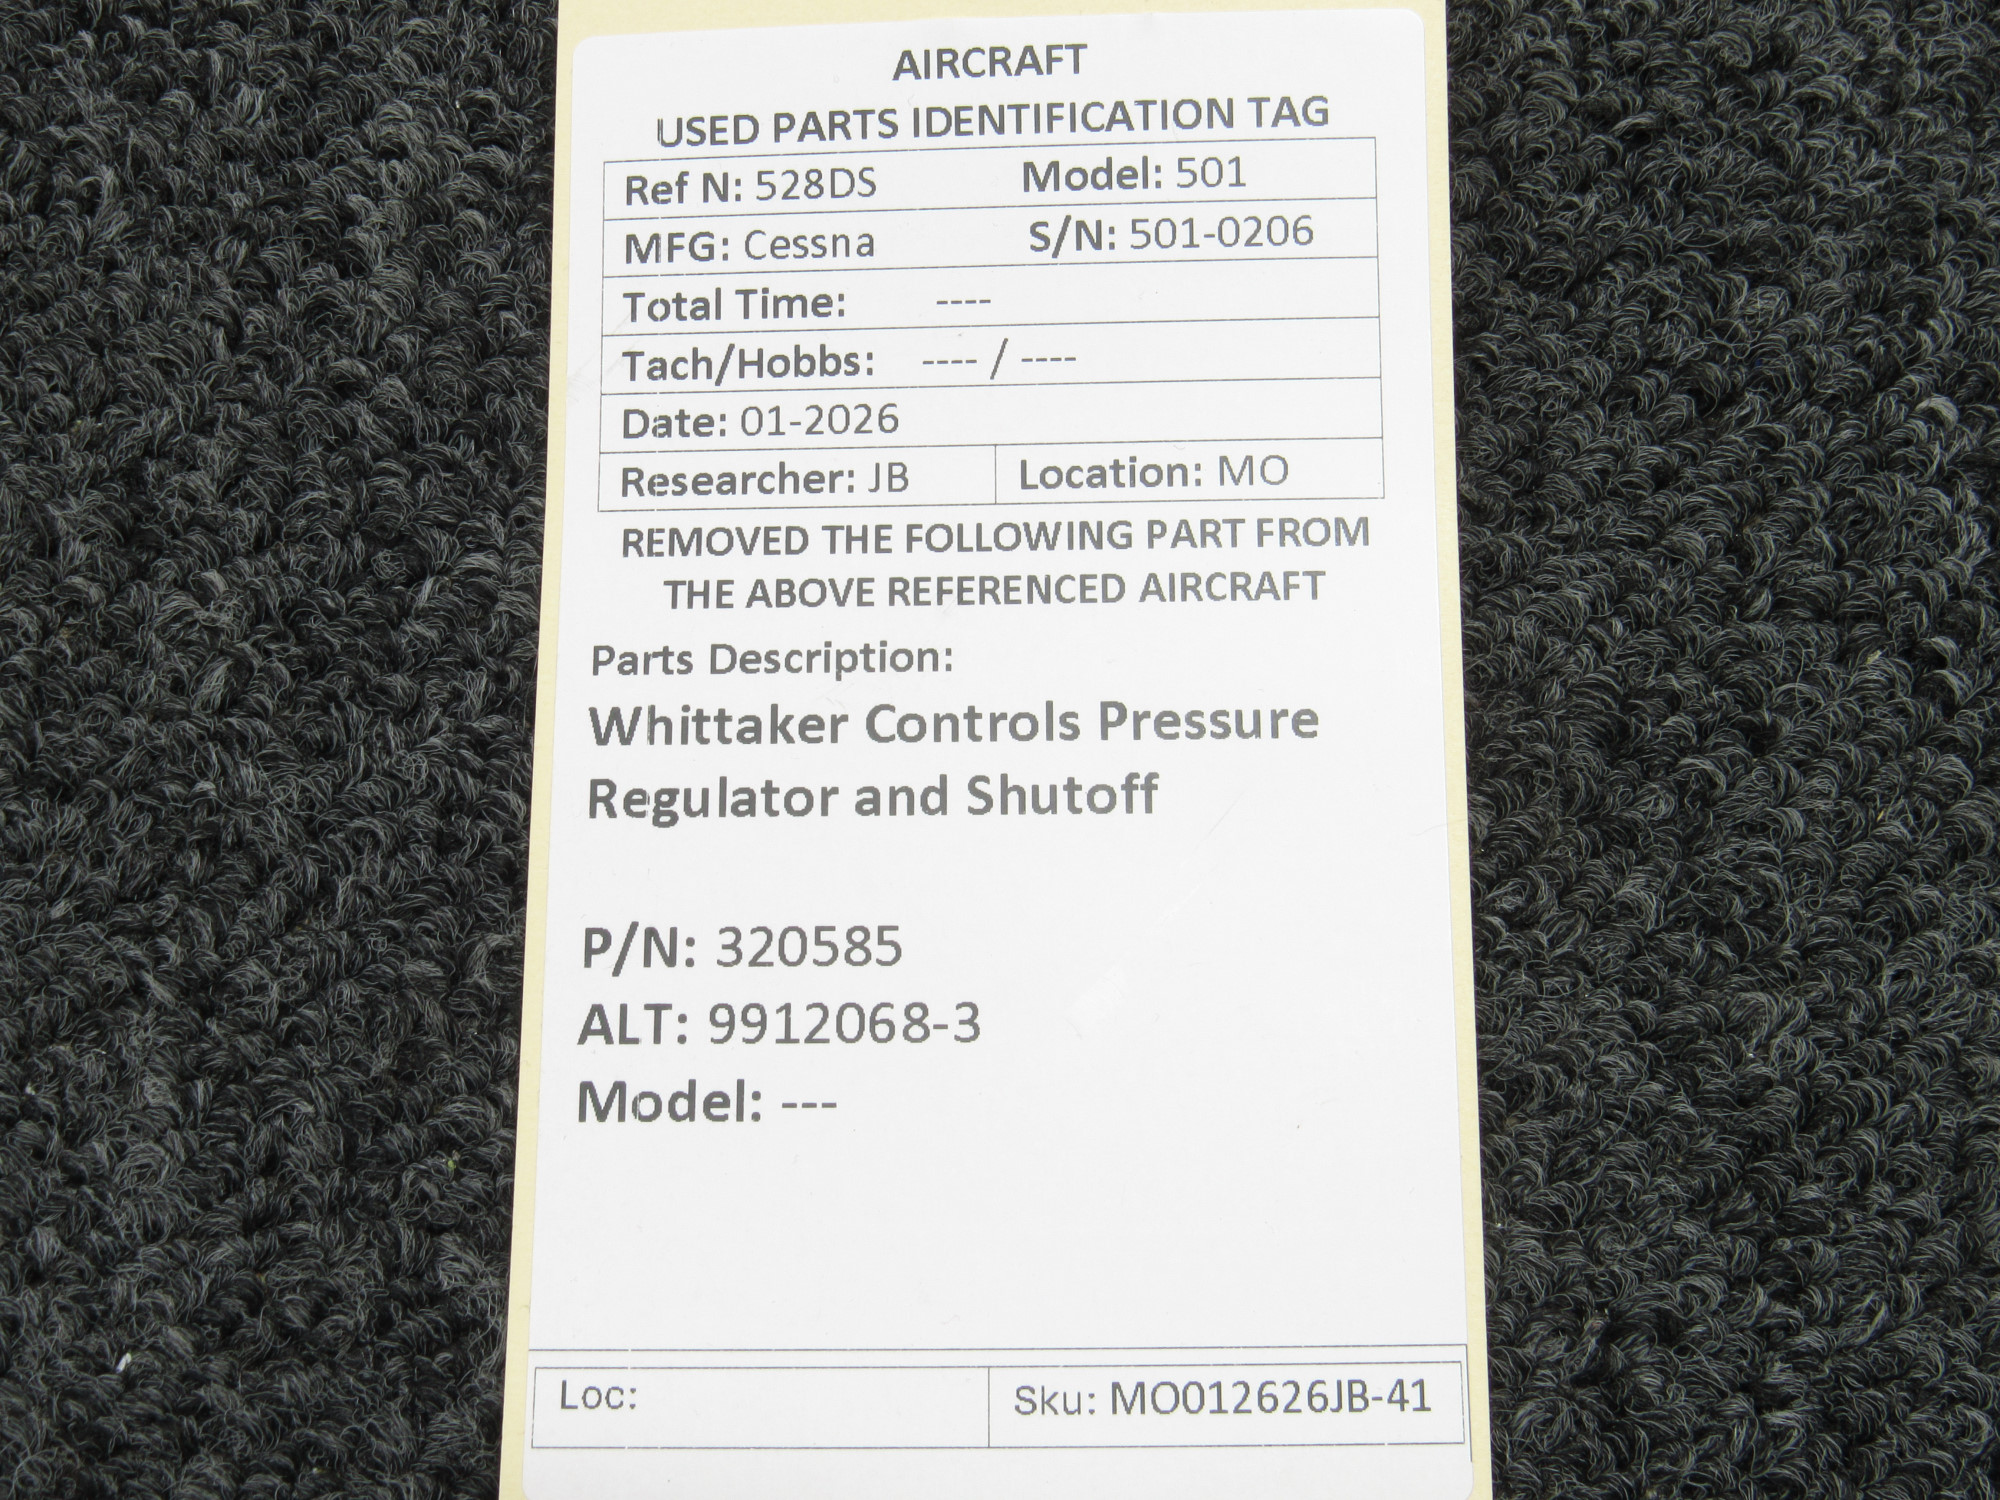 AIRCRAFT
USED PARTS IDENTIFICATION TAG
Ref N: 528DS Model: 501
MFG: Cessna S/N: 501-0206
Total Time: ----
Tach/Hobbs: ---- / ----
Date: 01-2026
Researcher: JB Location: MO
REMOVED THE FOLLOWING PART FROM
THE ABOVE REFERENCED AIRCRAFT
Parts Description:
Whittaker Controls Pressure
Regulator and Shutoff
P/N: 320585
ALT: 9912068-3
Model: ---
Loc: Sku: MO012626JB-41